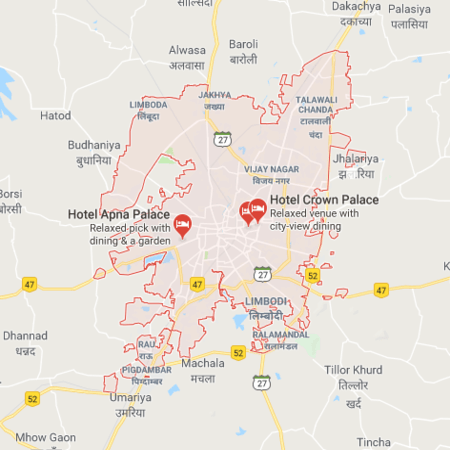 सोल्सिंदा
Dakachya
दकाच्या
Palasiya
पलासिया
Baroli
बारोली
Alwasa
अलवासा
JAKHYA
जख्या
LIMBODA
लिंबूदा
TALAWALI
CHANDA
टालवाली
चंदा
Hatod
27
Budhaniya
बुधानिया
Jhalariya
VIJAY NAGAR
विजय नगर
Borsi
बोरसी
Hotel Crown Palace
Relaxed venue with
city-view dining
Hotel Apna Palace
Relaxed pick with
dining & a garden
27
52
47
47
K
LIMBODI
लिम्बोदी
RALAMANDAL
रालामंडल
Dhannad
धन्नद
RAU
राऊ
52
Machala
मचला
PIGDAMBAR
पिग्दाम्बर
27
Tillor Khurd
तिल्लोर
खुर्द
52
Umariya
उमरिया
Mhow Gaon
Tincha